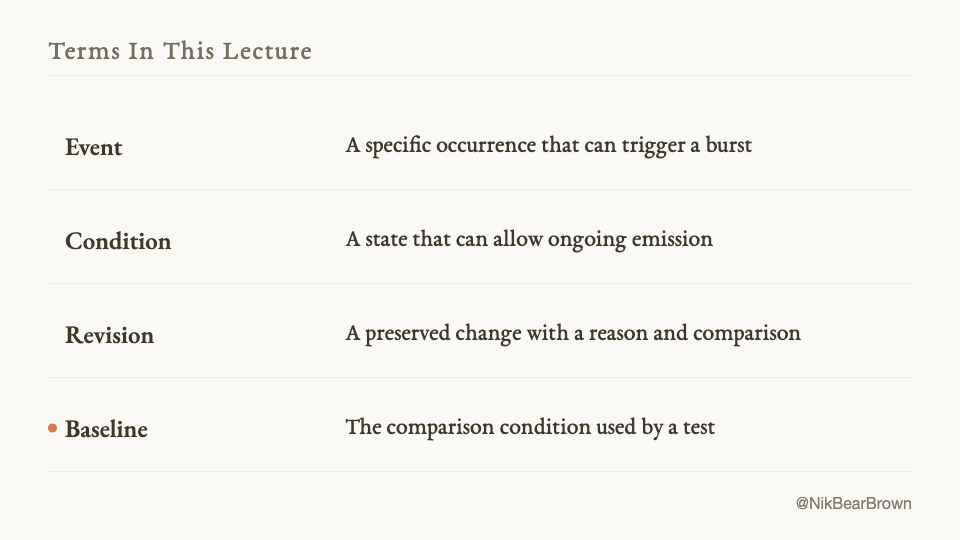 Terms In This Lecture
Event
A specific occurrence that can trigger a burst
Condition
A state that can allow ongoing emission
Revision
A preserved change with a reason and comparison
Baseline
The comparison condition used by a test
@NikBearBrown